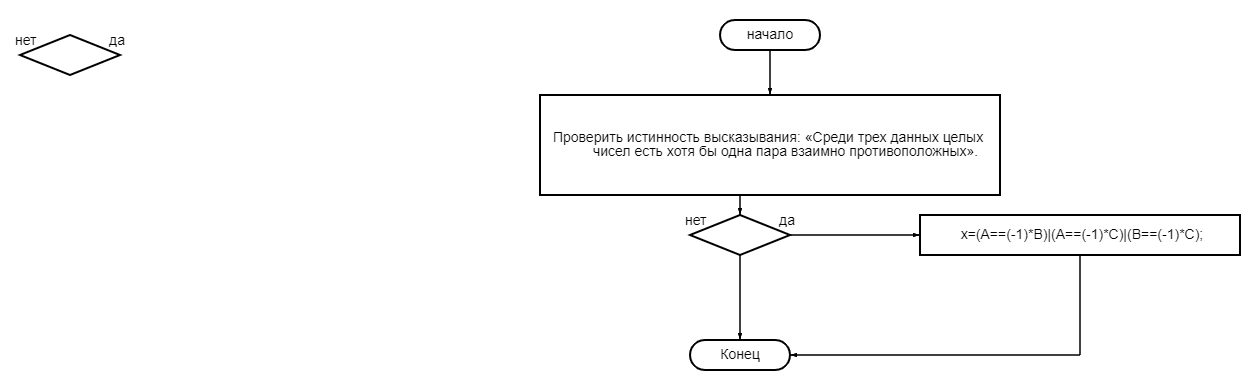 нет да
начало
Проверить истинность высказывания: «Среди трех данных целых
чисел есть хотя бы одна пара взаимно противоположных».
нет да
x=(A==(-1)*B)|(A==(-1)*C)|(B==(-1)*C);
Конец